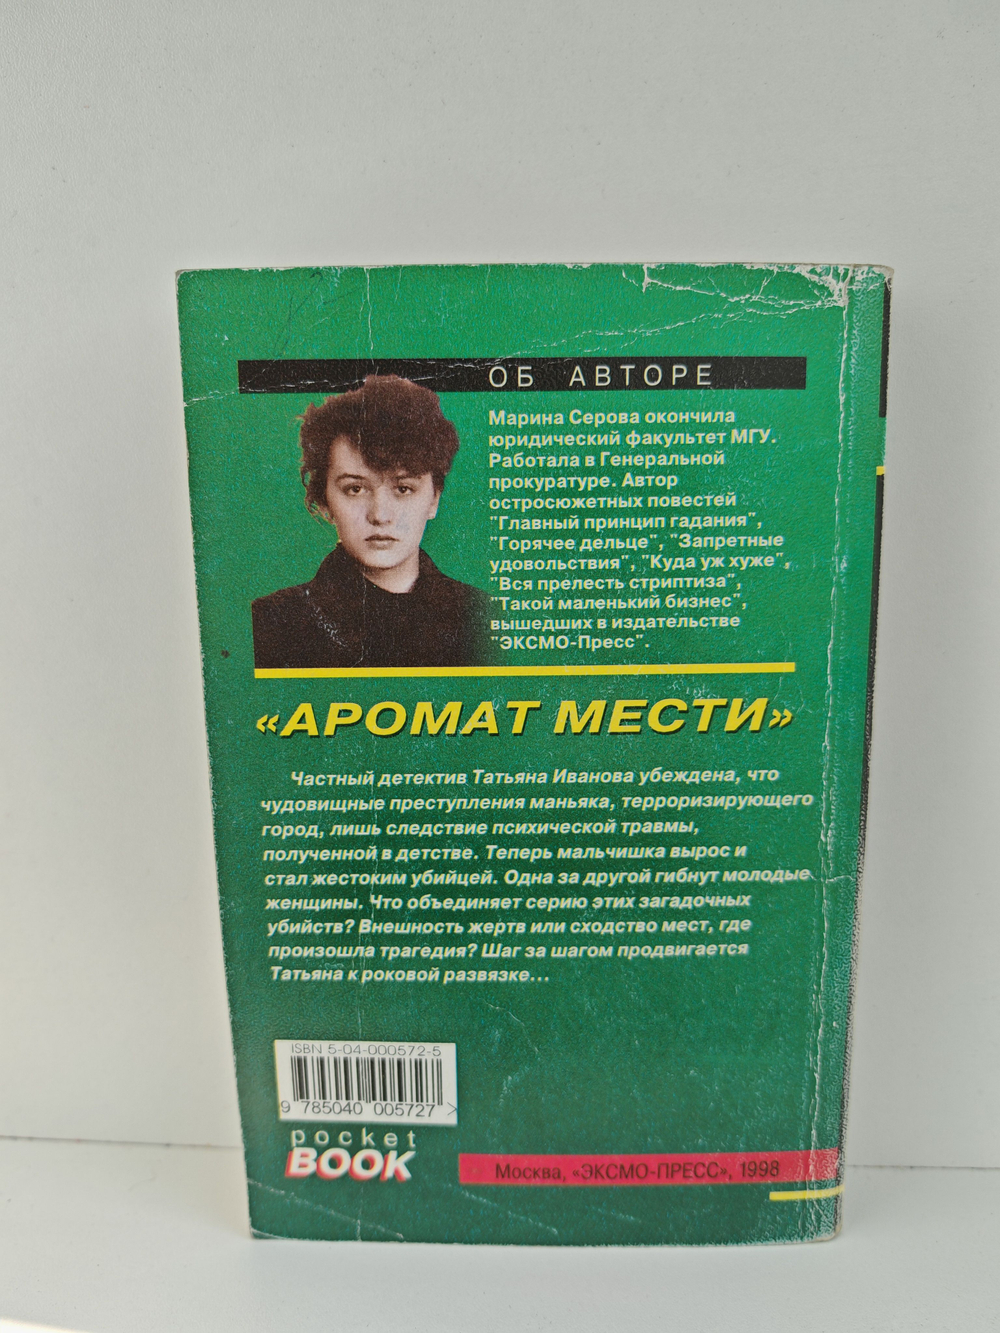 ОБ АВТОРЕ
Марина Серова окончила
юридический факультет МГУ.
Работала в Генеральной
прокуратуре. Автор
остросюжетных повестей
"Главный принцип гадания",
"Горячее дельце", "Запретные
удовольствия", "Куда уж хуже",
"Вся прелесть стриптиза",
"Такой маленький бизнес",
вышедших в издательстве
"ЭКСМО-Пресс".
«АРОМАТ МЕСТИ»
Частный детектив Татьяна Иванова убеждена, что
чудовищные преступления маньяка, терроризирующего
город, лишь следствие психической травмы,
полученной в детстве. Теперь мальчишка вырос и
стал жестоким убийцей. Одна за другой гибнут молодые
женщины. Что объединяет серию этих загадочных
убийств? Внешность жертв или сходство мест, где
произошла трагедия? Шаг за шагом продвигается
Татьяна к роковой развязке...
ISBN 5-04-000572-5
9 785040 005727 >
pocket
BOOK
Москва, «ЭКСМО-ПРЕСС», 1998